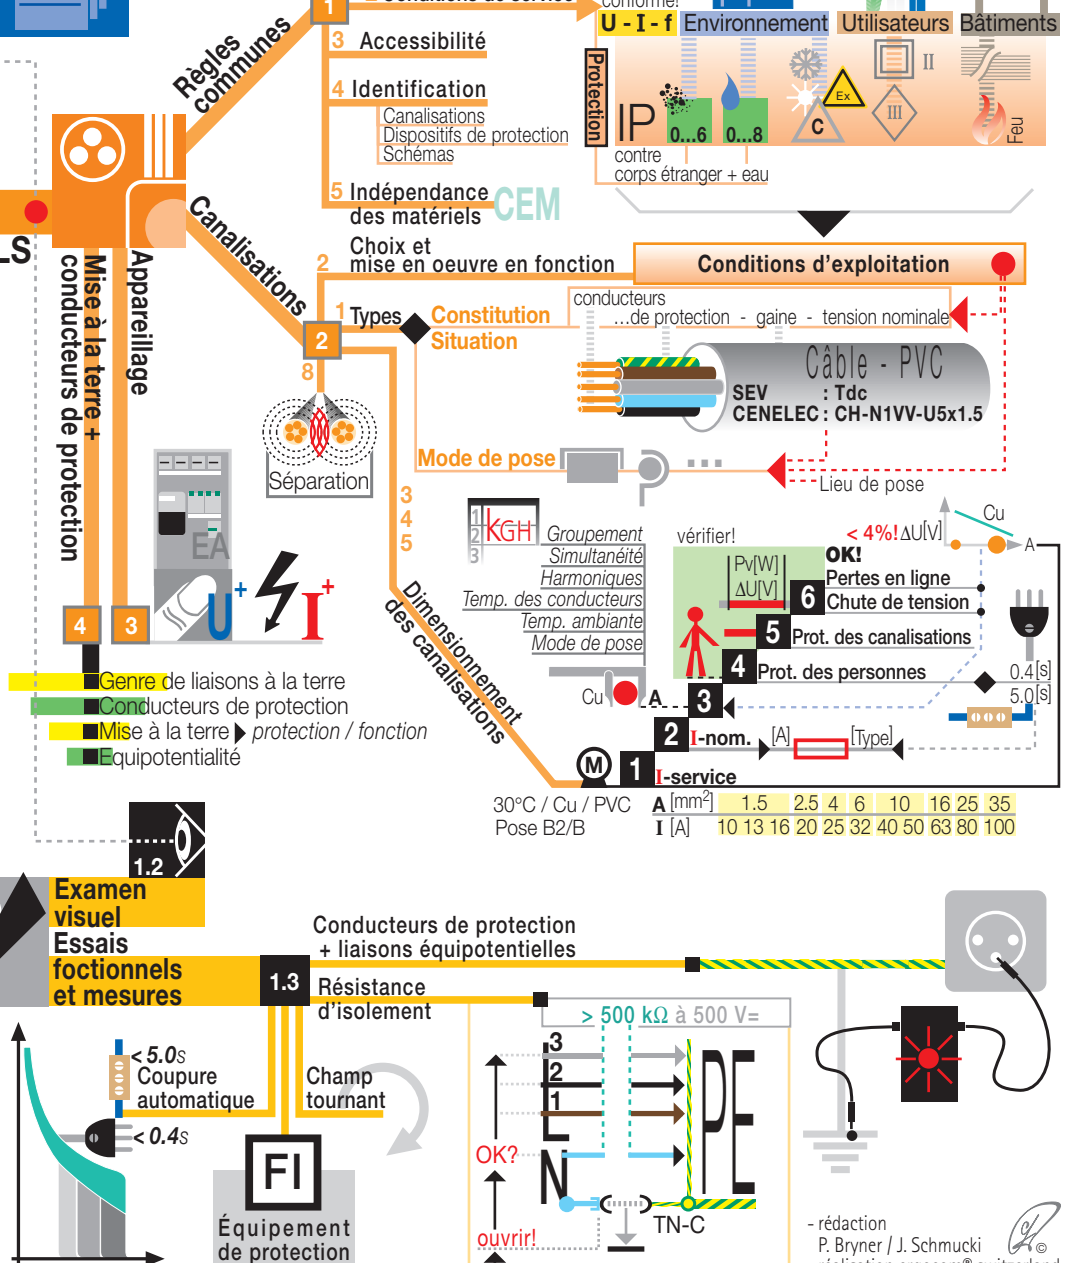 1
Conditions de service
conforme!
U - I - f
Environnement
Utilisateurs
Bâtiments
Règles
communes
3 Accessibilité
4 Identification
Canalisations
Dispositifs de protection
Schémas
5 Indépendance
des matériels
CEM
Protection
IP
0...6
0...8
contre
corps étranger + eau
Ex
C
II
III
Feu
LS
Canalisations
Appareillage
Mise à la terre +
conducteurs de protection
Choix et
2 mise en oeuvre en fonction
Conditions d'exploitation
1 Types
2
8
Constitution
Situation
conducteurs
...de protection - gaine - tension nominale
Câble - PVC
SEV : Tdc
CENELEC : CH-N1VV-U5x1.5
Séparation
Mode de pose
Lieu de pose
3
4
5
EA
U +
I +
4
3
Genre de liaisons à la terre
Conducteurs de protection
Mise à la terre protection / fonction
Equipotentialité
Dimensionnement
des canalisations
1
2
3
KGH
Groupement
Simultanéité
Harmoniques
Temp. des conducteurs
Temp. ambiante
Mode de pose
Cu
A
vérifier!
Pv[W]
ΔU[V]
< 4%! ΔU[V]
Cu
A
OK!
6 Pertes en ligne
Chute de tension
5 Prot. des canalisations
4 Prot. des personnes
0.4[s]
5.0[s]
3
2 I-nom.
[A]
[Type]
M
1 I-service
30°C / Cu / PVC
Pose B2/B
A [mm2] 1.5 2.5 4 6 10 16 25 35
I [A] 10 13 16 20 25 32 40 50 63 80 100
1.2
Examen
visuel
Essais
foctionnels
et mesures
1.3
Conducteurs de protection
+ liaisons équipotentielles
Résistance
d'isolement
> 500 kΩ à 500 V=
< 5.0s
Coupure
automatique
< 0.4s
Champ
tournant
FI
Équipement
de protection
3
2
1
L
N
PE
OK?
ouvrir!
TN-C
- rédaction
P. Bryner / J. Schmucki
©
réalisation ergocom® switzerland